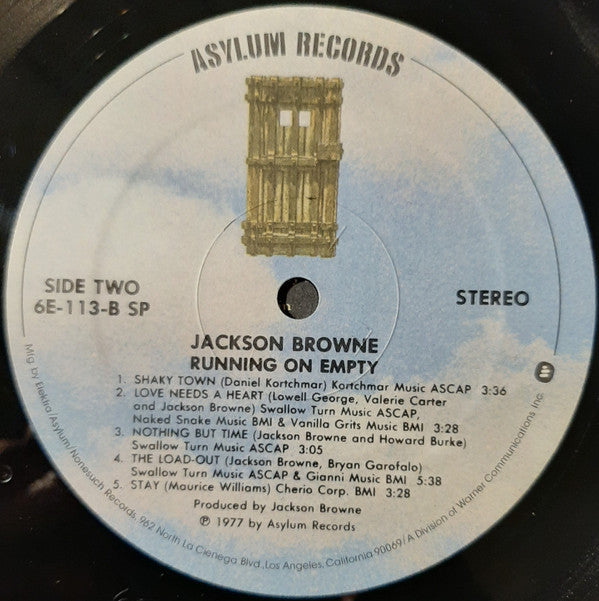 ASYLUM RECORDS
SIDE TWO
6E-113-B SP
STEREO
JACKSON BROWNE
RUNNING ON EMPTY
1. SHAKY TOWN (Daniel Kortchmar) Kortchmar Music ASCAP 3:36
2. LOVE NEEDS A HEART (Lowell George, Valerie Carter
and Jackson Browne) Swallow Turn Music ASCAP,
Naked Snake Music BMI & Vanilla Grits Music BMI 3:28
3. NOTHING BUT TIME (Jackson Browne and Howard Burke)
Swallow Turn Music ASCAP 3:05
4. THE LOAD-OUT (Jackson Browne, Bryan Garofalo)
Swallow Turn Music ASCAP & Gianni Music BMI 5:38
5. STAY (Maurice Williams) Cherio Corp. BMI 3:28
Produced by Jackson Browne
℗ 1977 by Asylum Records
Mfg by Elektra/Asylum/Nonesuch Records, 962 North La Cienega Blvd., Los Angeles, California 90069/A Division of Warner Communications Inc.